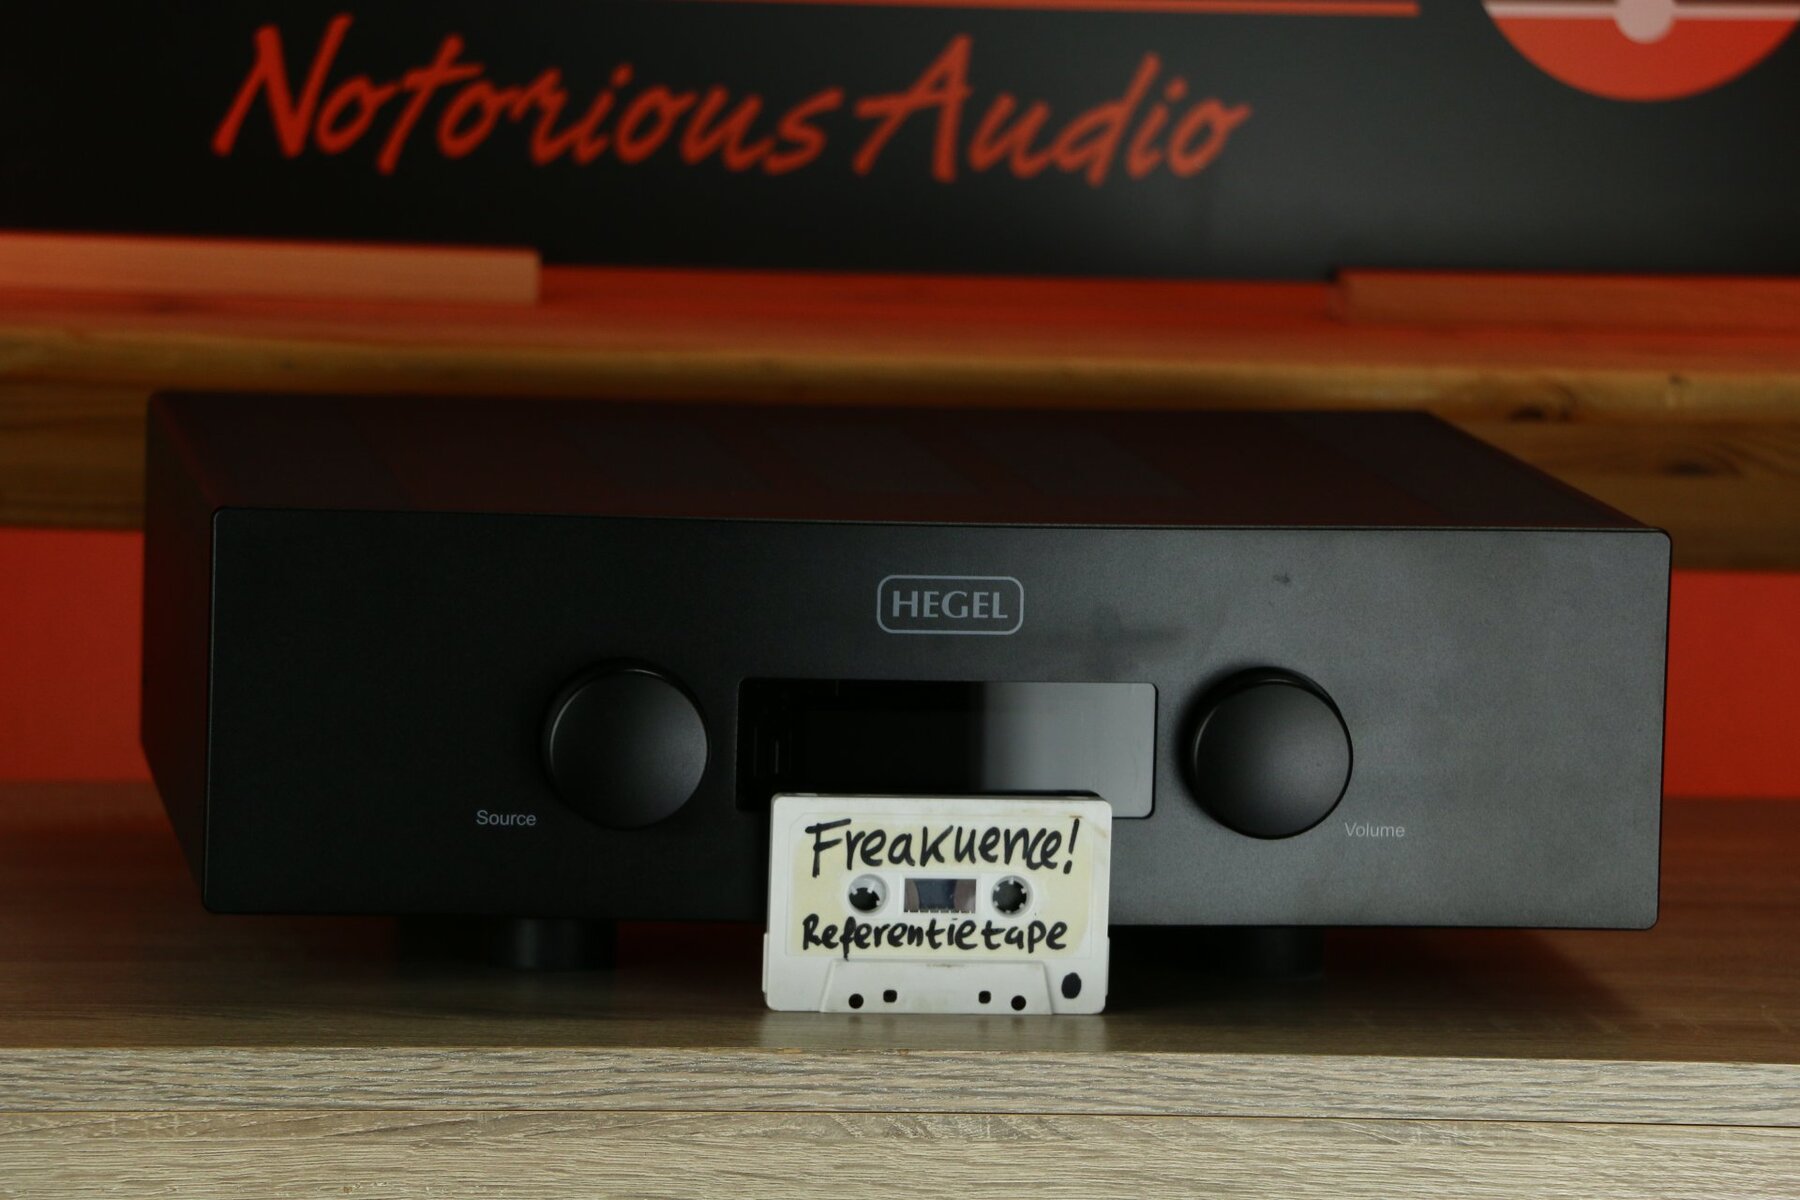 Notorious Audio
HEGEL
Source
Volume
Freakuence!
Referentietape